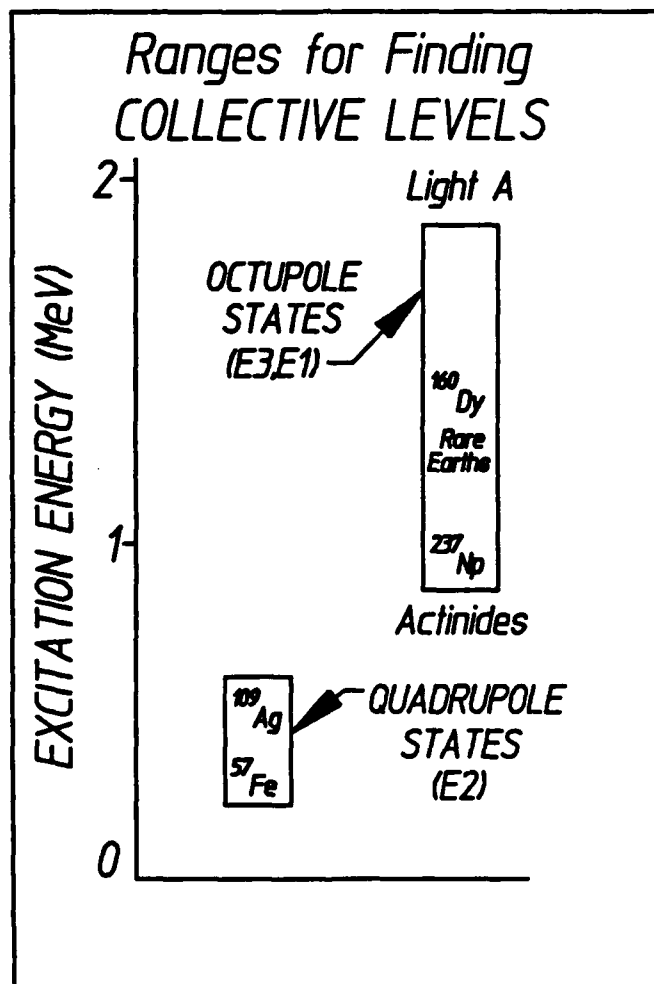 Ranges for Finding
COLLECTIVE LEVELS
EXCITATION ENERGY (MeV)
2
1
0
Light A
OCTUPOLE
STATES
(E3,E1)
160Dy
Rare
Earths
237Np
Actinides
109Ag
57Fe
QUADRUPOLE
STATES
(E2)